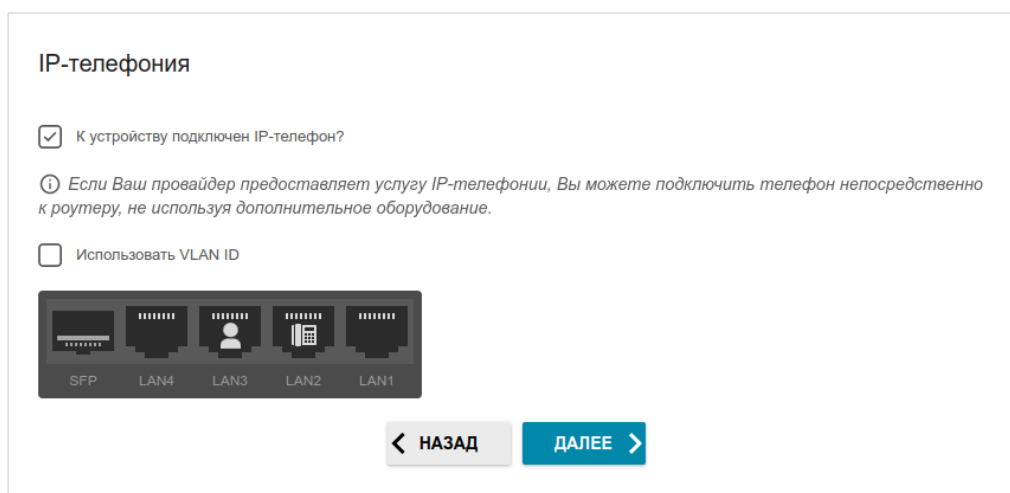 IP-телефония
К устройству подключен IP-телефон?
Если Ваш провайдер предоставляет услугу IP-телефонии, Вы можете подключить телефон непосредственно
к роутеру, не используя дополнительное оборудование.
Использовать VLAN ID
SFP LAN4 LAN3 LAN2 LAN1
НАЗАД ДАЛЕЕ